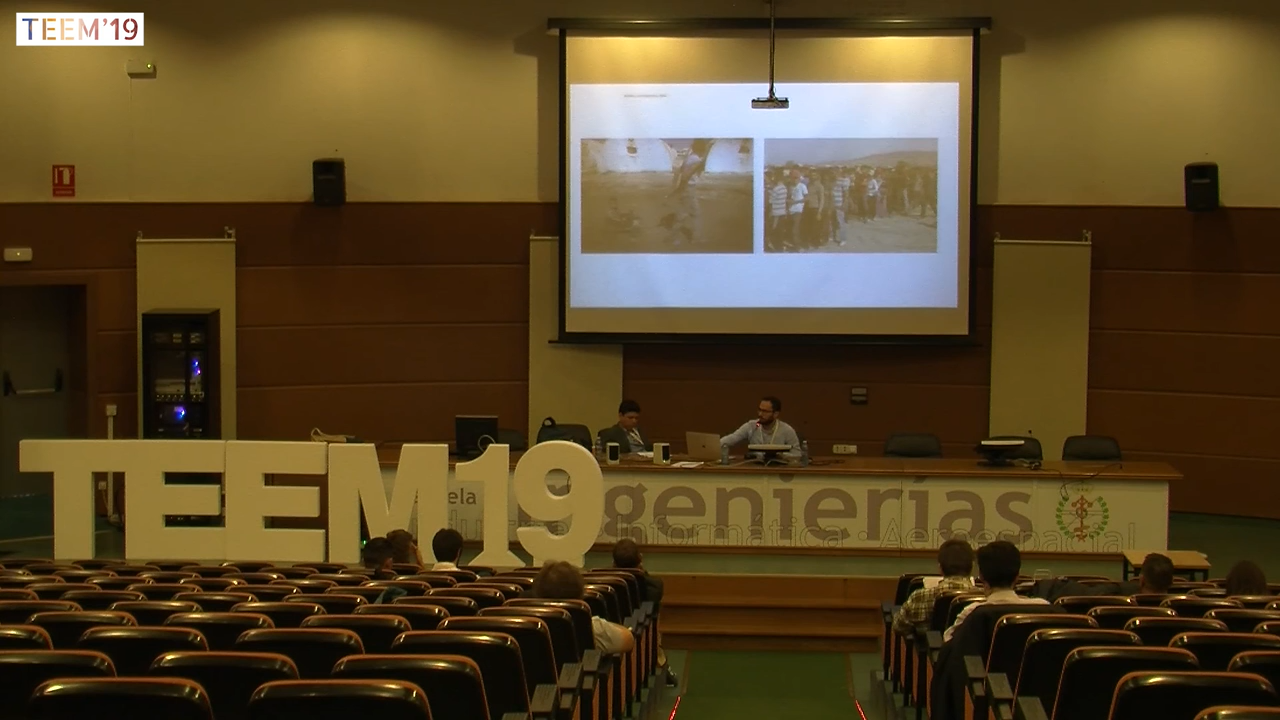 TEEM'19
TEEM19
ela
genierías
Informática · Aeroespacial